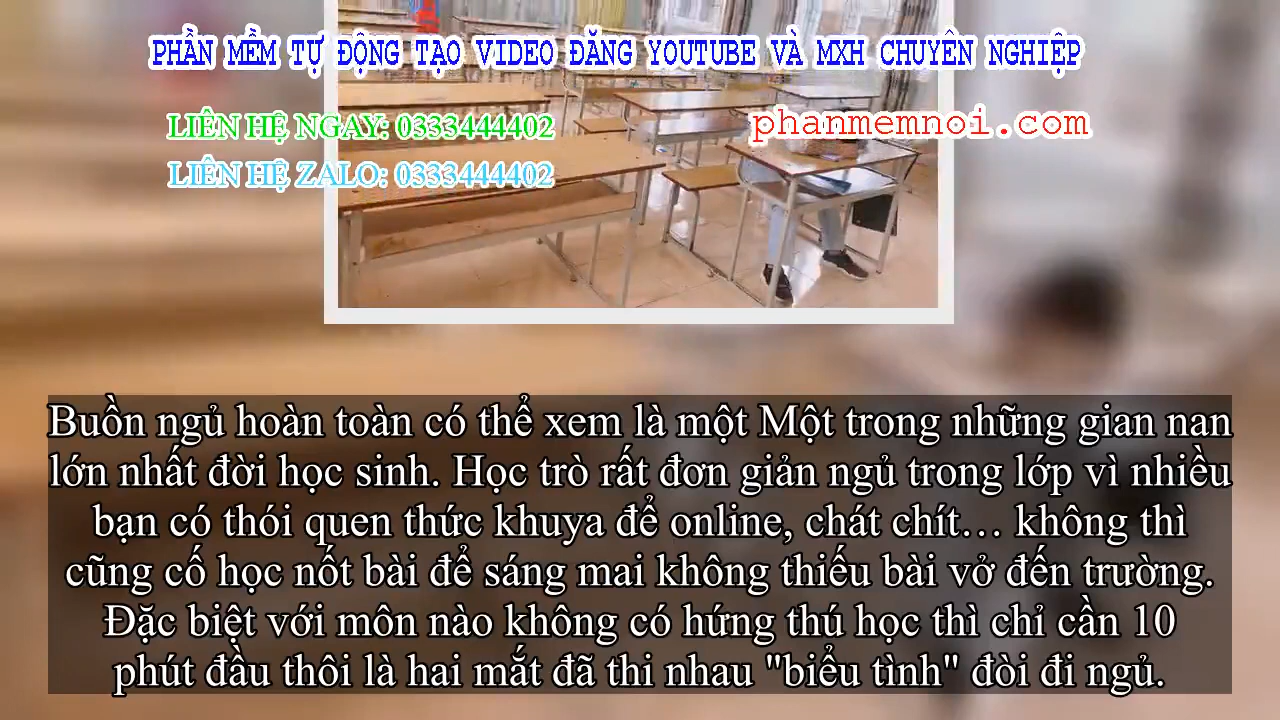 PHẦN MỀM TỰ ĐỘNG TẠO VIDEO ĐĂNG YOUTUBE VÀ MXH CHUYÊN NGHIỆP
LIÊN HỆ NGAY: 0333444402
phanmemnoi.com
LIÊN HỆ ZALO: 0333444402
Buồn ngủ hoàn toàn có thể xem là một Một trong những gian nan
lớn nhất đời học sinh. Học trò rất đơn giản ngủ trong lớp vì nhiều
bạn có thói quen thức khuya để online, chát chít… không thì
cũng cố học nốt bài để sáng mai không thiếu bài vở đến trường.
Đặc biệt với môn nào không có hứng thú học thì chỉ cần 10
phút đầu thôi là hai mắt đã thi nhau "biểu tình" đòi đi ngủ.